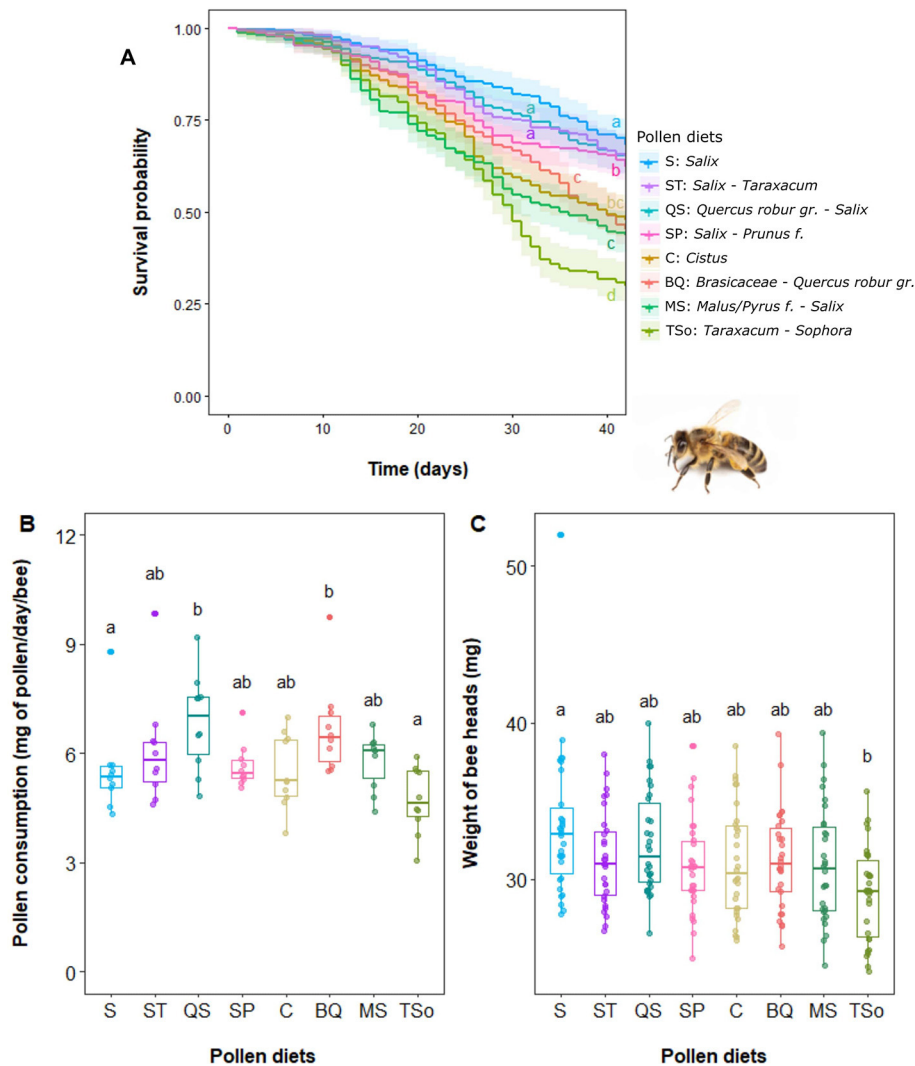 A
Survival probability
1.00
0.75
0.50
0.25
0.00
a
a
a
b
c
bc
c
d
0
10
20
30
40
Time (days)
Pollen diets
S: Salix
ST: Salix - Taraxacum
QS: Quercus robur gr. - Salix
SP: Salix - Prunus f.
C: Cistus
BQ: Brasicaceae - Quercus robur gr.
MS: Malus/Pyrus f. - Salix
TSo: Taraxacum - Sophora
B
Pollen consumption (mg of pollen/day/bee)
12
9
6
3
0
a
ab
b
ab
ab
b
ab
a
S ST QS SP C BQ MS TSo
Pollen diets
C
Weight of bee heads (mg)
50
40
30
a
ab
ab
ab
ab
ab
ab
b
S ST QS SP C BQ MS TSo
Pollen diets